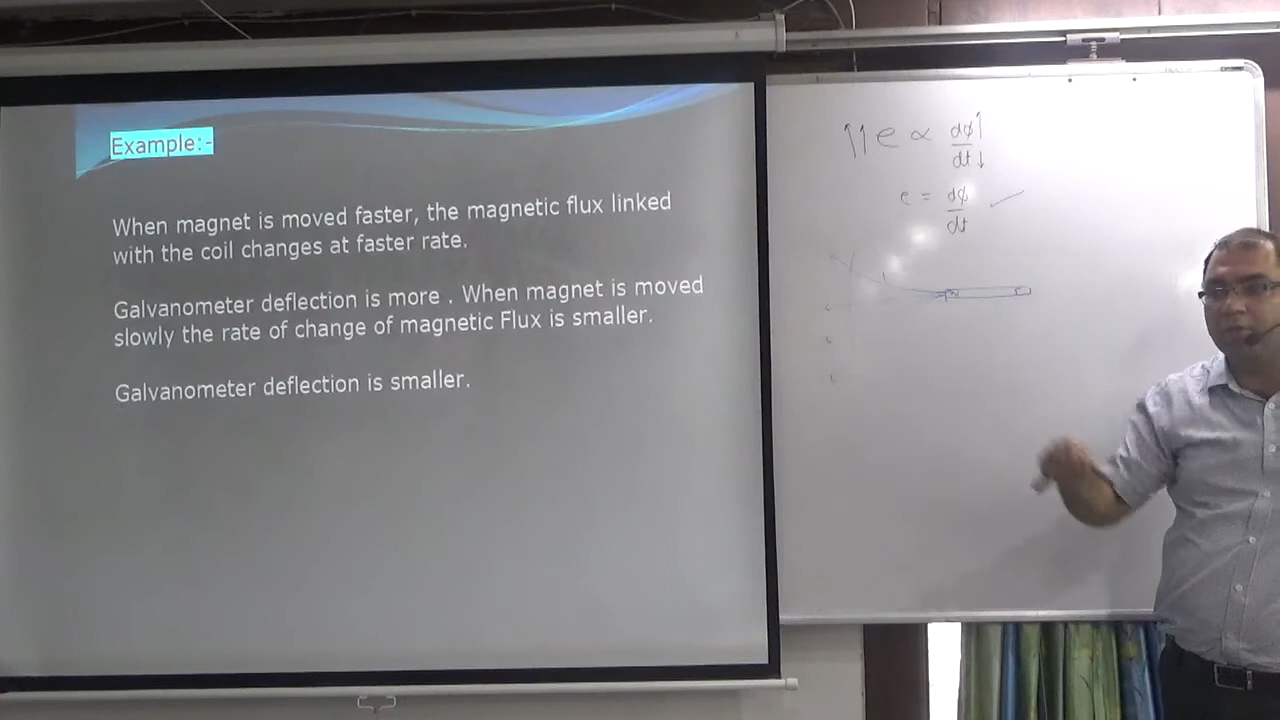 Example:-
When magnet is moved faster, the magnetic flux linked
with the coil changes at faster rate.
Galvanometer deflection is more . When magnet is moved
slowly the rate of change of magnetic Flux is smaller.
Galvanometer deflection is smaller.
↑↑ e ∝ dϕ↑
dt↓
e = dϕ
dt
N S